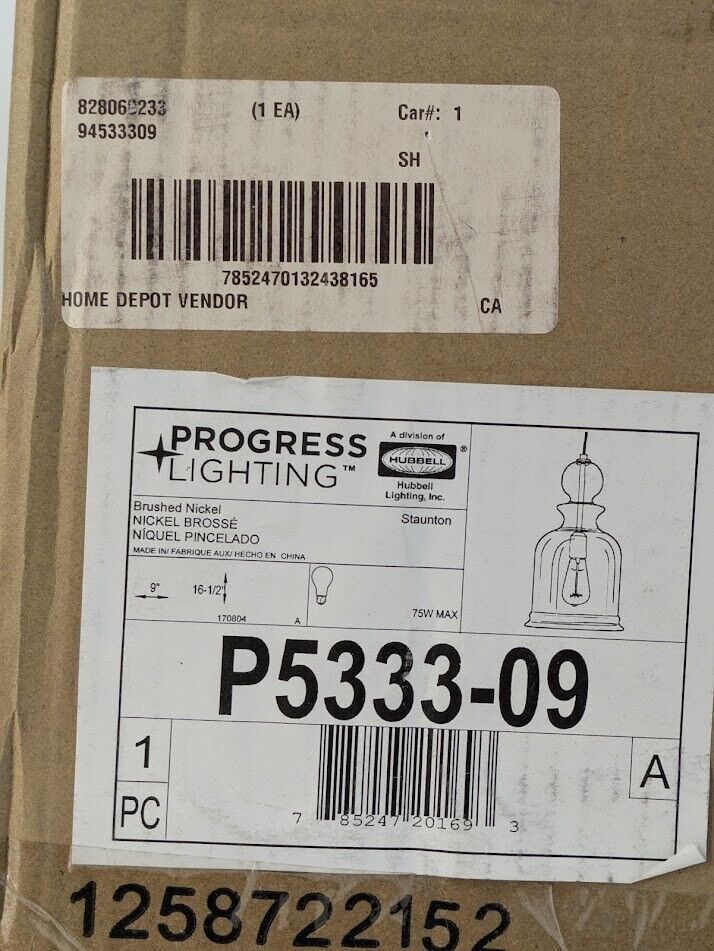 828068233 (1 EA) Car#: 1
94533309
SH
7852470132438165
HOME DEPOT VENDOR CA
PROGRESS
LIGHTING™
A division of
HUBBELL®
Hubbell
Lighting, Inc.
Brushed Nickel
NICKEL BROSSÉ
NÍQUEL PINCELADO
Staunton
MADE IN/ FABRIQUE AUX/ HECHO EN CHINA
9" 16-1/2"
170804 A
75W MAX
P5333-09
1
PC
A
7 85247 20169 3
1258722152